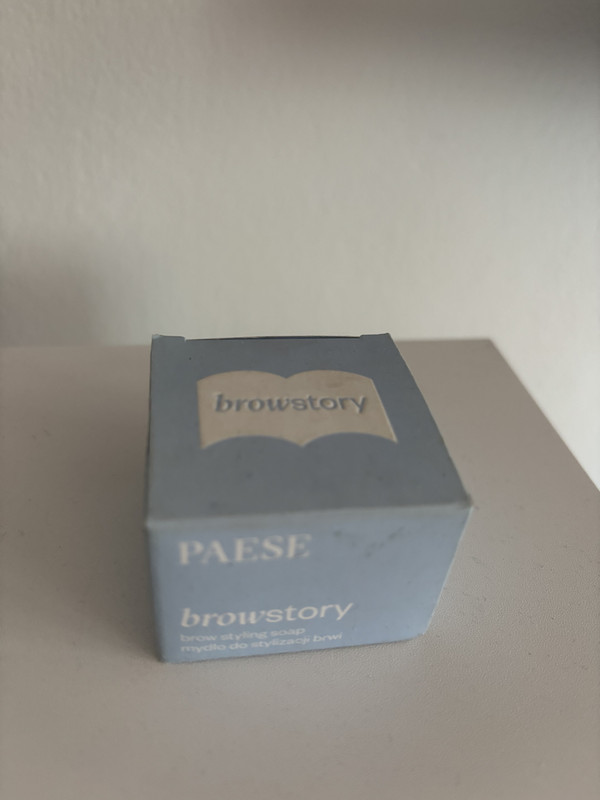 browstory
PAESE
browstory
brow styling soap
mydło do stylizacji brwi